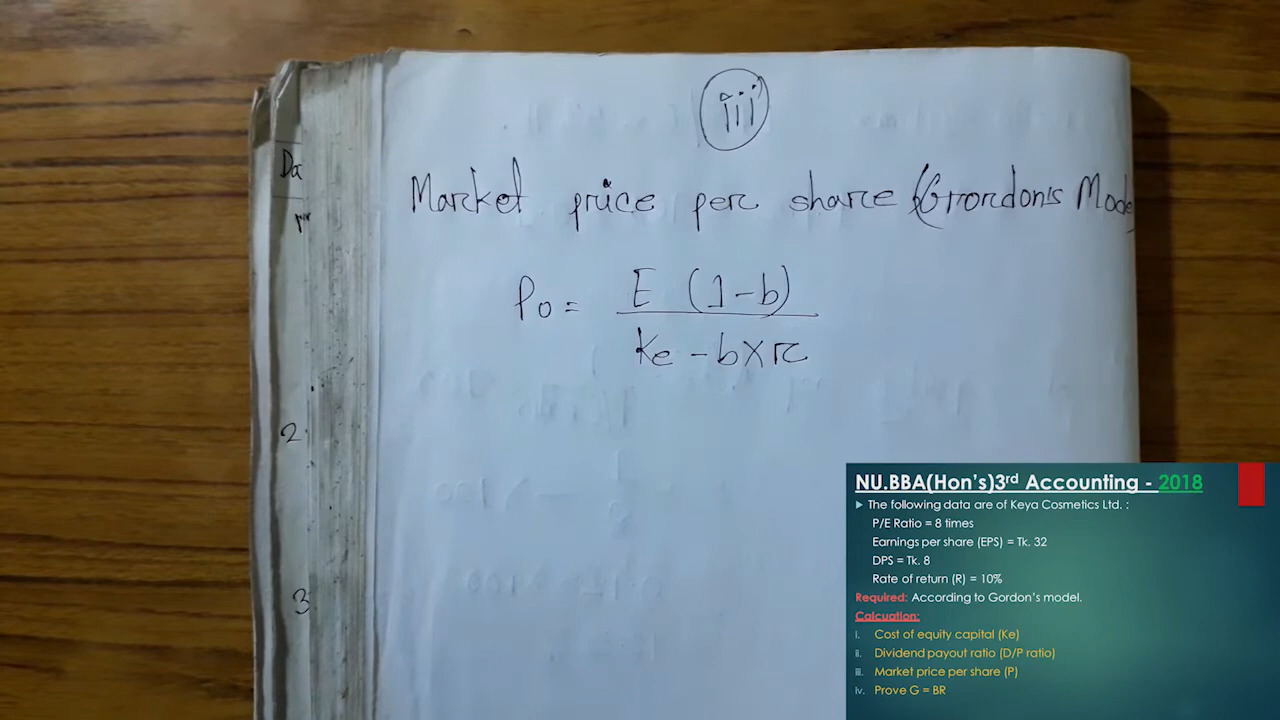 iii
Da
Market price per share (Grordon's Mode
P0 = E (1-b)
Ke - b×r
2
3
NU.BBA(Hon's)3rd Accounting - 2018
The following data are of Keya Cosmetics Ltd. :
P/E Ratio = 8 times
Earnings per share (EPS) = Tk. 32
DPS = Tk. 8
Rate of return (R) = 10%
Required: According to Gordon's model.
Calcuation:
i. Cost of equity capital (Ke)
ii. Dividend payout ratio (D/P ratio)
iii. Market price per share (P)
iv. Prove G = BR